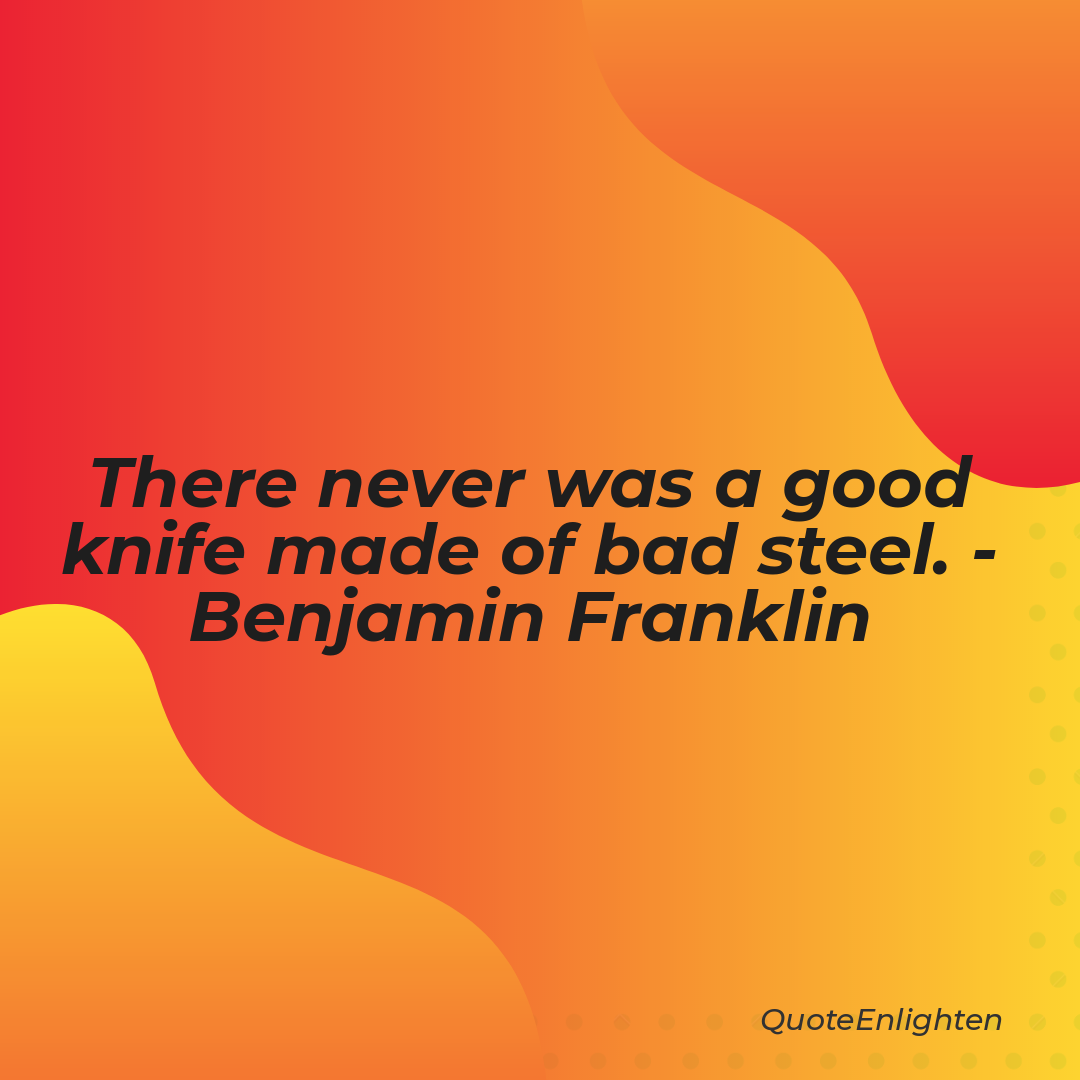 There never was a good
knife made of bad steel. -
Benjamin Franklin
QuoteEnlighten